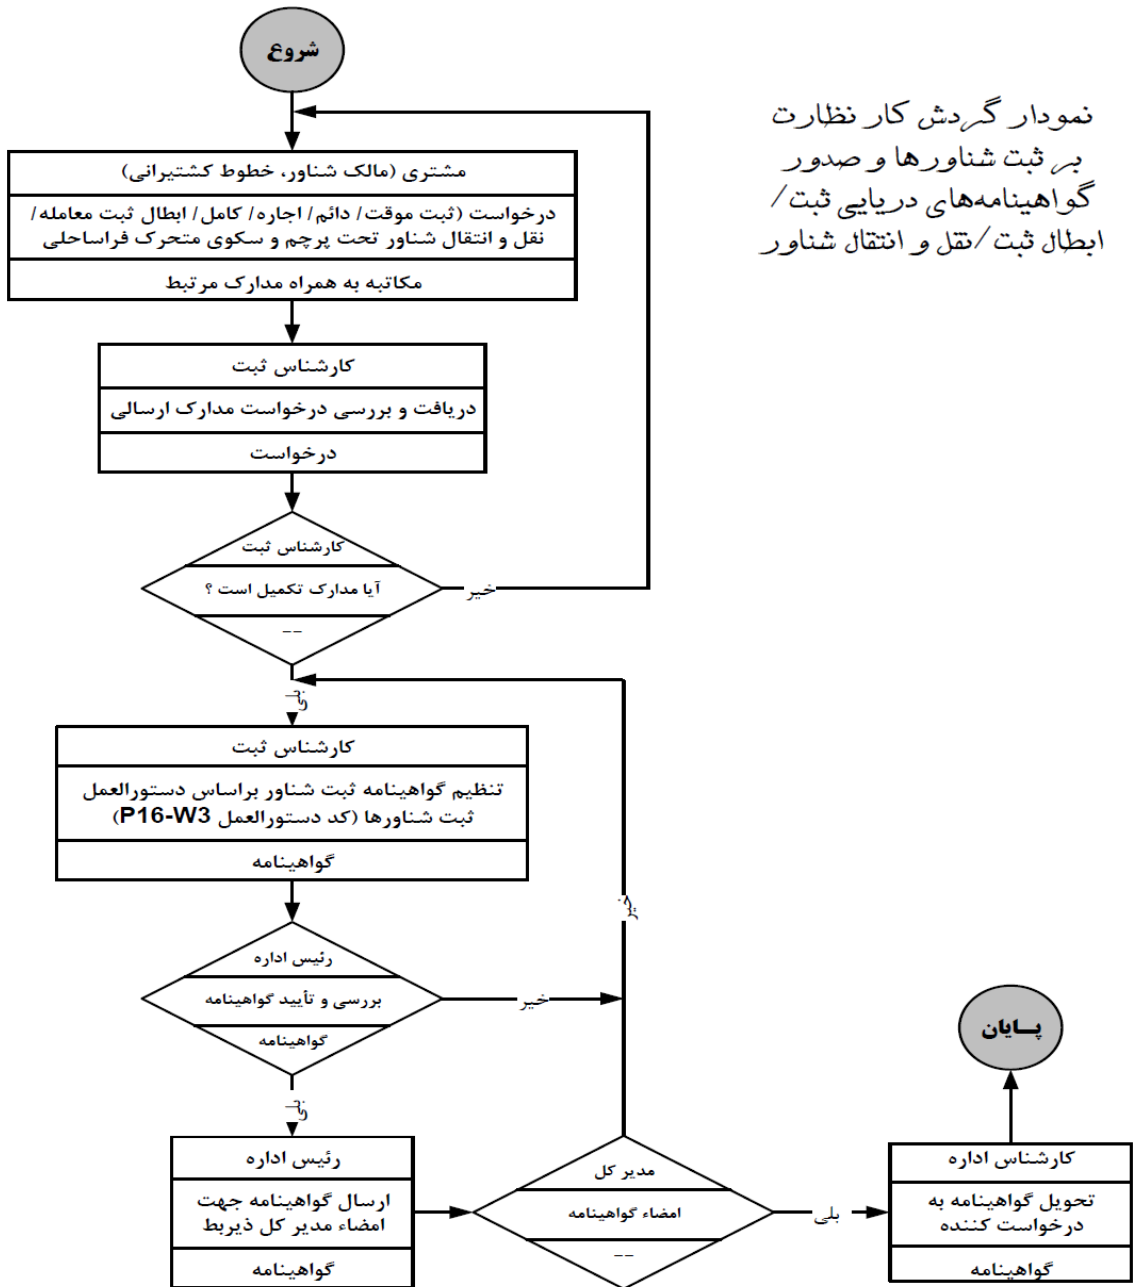 شروع
نمودار گردش کار نظارت
بر ثبت شناورها و صدور
گواهینامه‌های دریایی ثبت/
ابطال ثبت/نقل و انتقال شناور
مشتری (مالک شناور، خطوط کشتیرانی)
درخواست (ثبت موقت/ دائم/ اجاره/ کامل/ ابطال ثبت معامله/
نقل و انتقال شناور تحت پرچم و سکوی متحرک فراساحلی
مکاتبه به همراه مدارک مرتبط
کارشناس ثبت
دریافت و بررسی درخواست مدارک ارسالی
درخواست
کارشناس ثبت
آیا مدارک تکمیل است ؟
--
خیر
بلی
کارشناس ثبت
تنظیم گواهینامه ثبت شناور براساس دستورالعمل
ثبت شناورها (کد دستورالعمل P16-W3)
گواهینامه
خیر
رئیس اداره
بررسی و تأیید گواهینامه
گواهینامه
خیر
بلی
رئیس اداره
ارسال گواهینامه جهت
امضاء مدیر کل ذیربط
گواهینامه
مدیر کل
امضاء گواهینامه
--
بلی
کارشناس اداره
تحویل گواهینامه به
درخواست کننده
گواهینامه
پـــایان